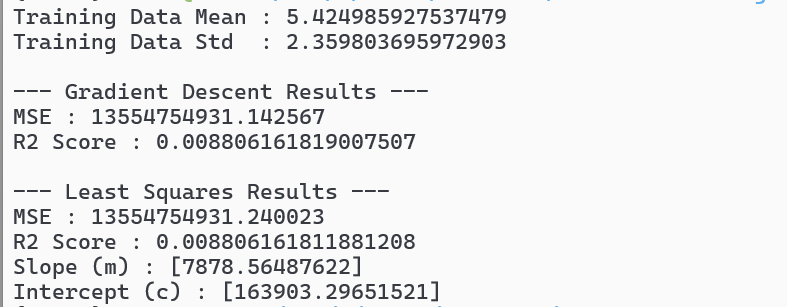 Training Data Mean : 5.424985927537479
Training Data Std  : 2.359803695972903
--- Gradient Descent Results ---
MSE : 13554754931.142567
R2 Score : 0.008806161819007507
--- Least Squares Results ---
MSE : 13554754931.240023
R2 Score : 0.008806161811881208
Slope (m) : [7878.56487622]
Intercept (c) : [163903.29651521]